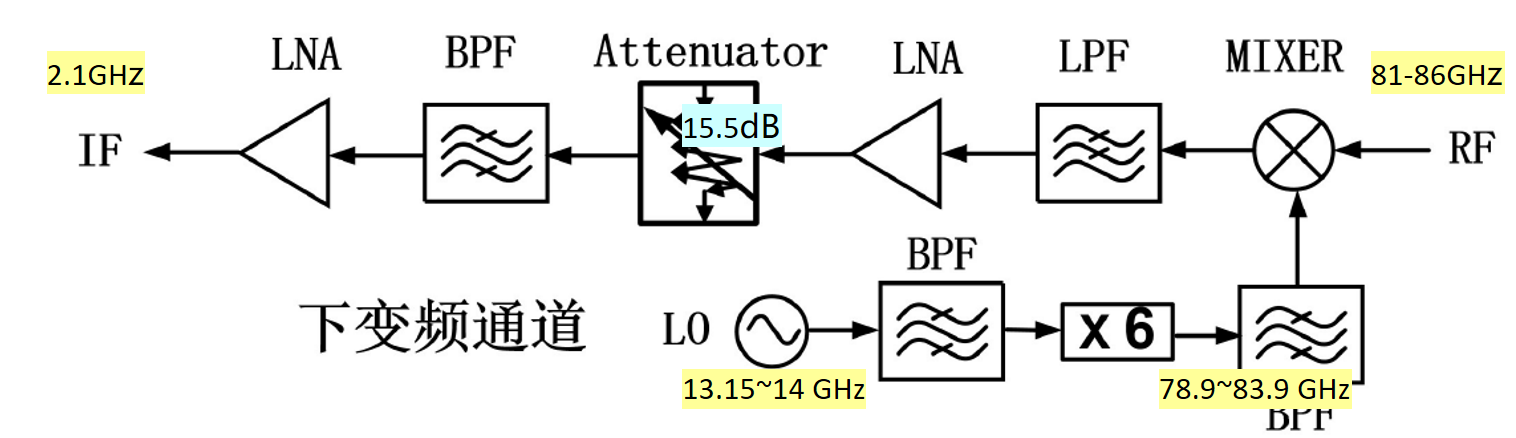 LNA
BPF
Attenuator
LNA
LPF
MIXER
2.1GHz
81-86GHz
15.5dB
IF
RF
BPF
下变频通道
LO
X 6
13.15~14 GHz
78.9~83.9 GHz
BPF